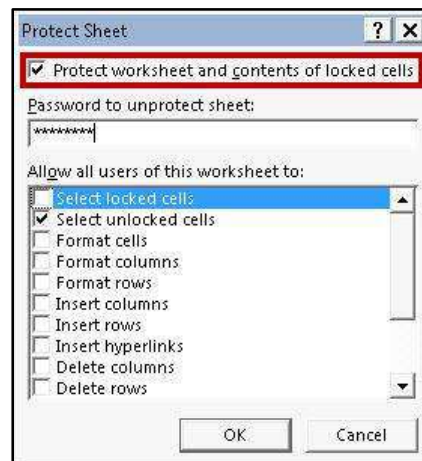 Protect Sheet
Protect worksheet and contents of locked cells
Password to unprotect sheet:
********
Allow all users of this worksheet to:
Select locked cells
Select unlocked cells
Format cells
Format columns
Format rows
Insert columns
Insert rows
Insert hyperlinks
Delete columns
Delete rows
OK Cancel